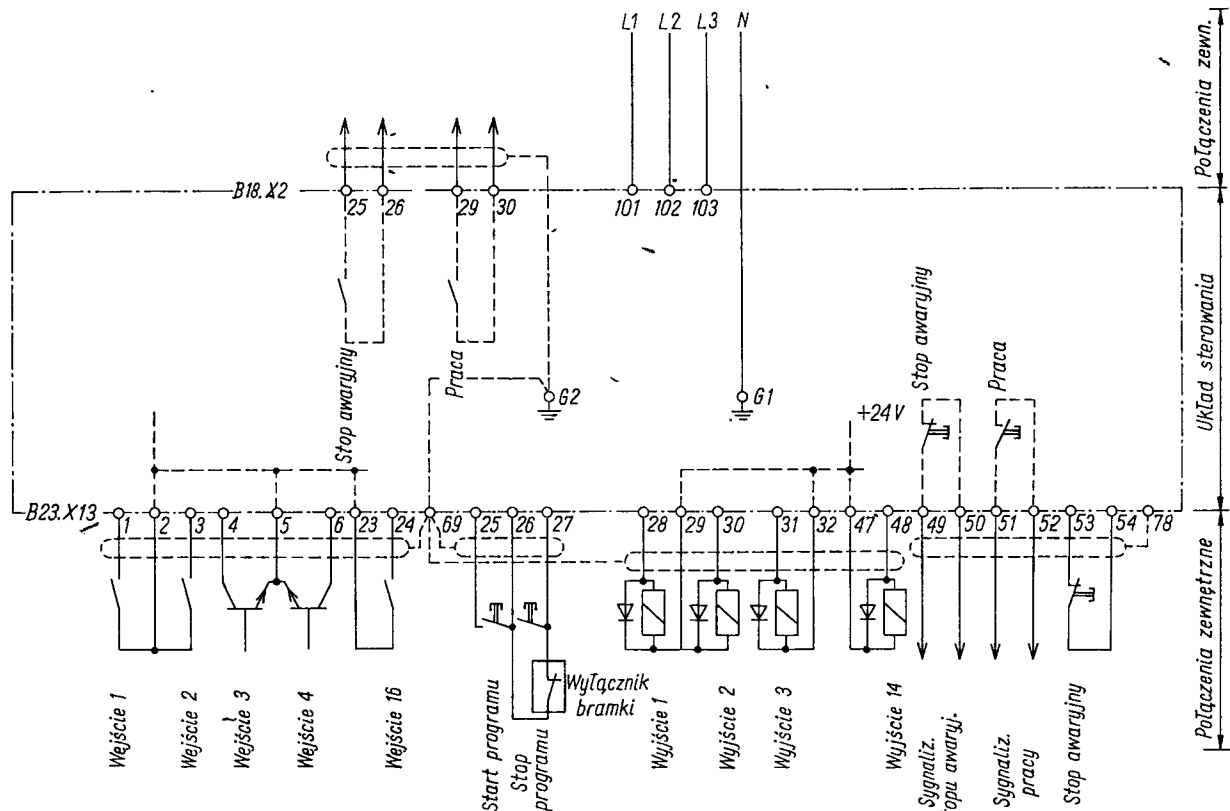 L1 L2 L3 N
Połączenia zewn.
B18.X2
25 26 29 30 101 102 103
Układ sterowania
Stop awaryjny
Praca
G2
G1
+24V
Stop awaryjny
Praca
B23.X13
1 2 3 4 5 6 23 24 69 25 26 27 28 29 30 31 32 47 48 49 50 51 52 53 54 78
Połączenia zewnętrzne
Wejście 1
Wejście 2
Wejście 3
Wejście 4
Wejście 16
Start programu
Stop
programu
Wyłącznik
bramki
Wyjście 1
Wyjście 2
Wyjście 3
Wyjście 14
Sygnaliz.
opu awaryj.
Sygnaliz.
pracy
Stop awaryjny